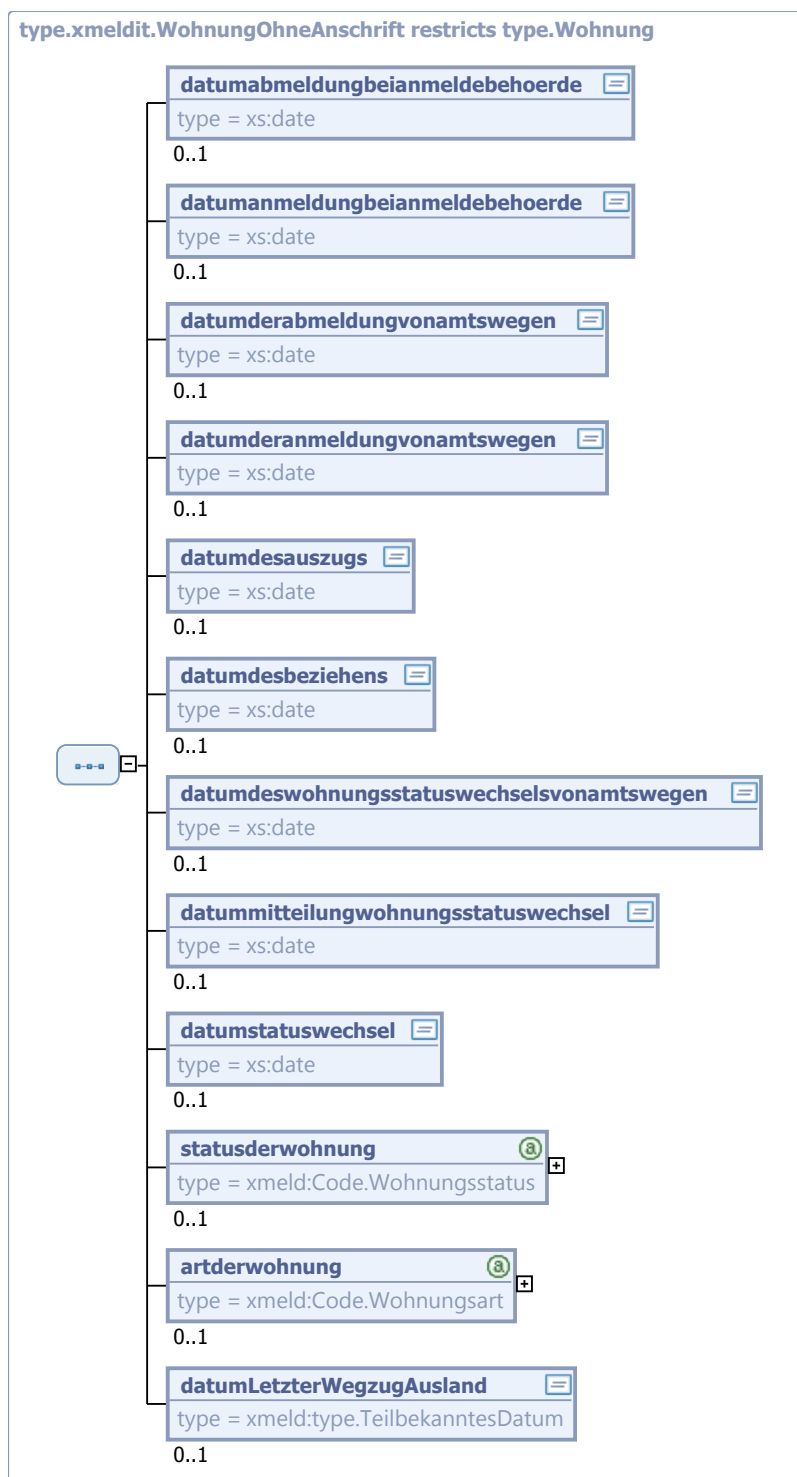 type.xmeldit.WohnungOhneAnschrift restricts type.Wohnung
datumabmeldungbeianmeldebehoerde
type = xs:date
0..1
datumanmeldungbeianmeldebehoerde
type = xs:date
0..1
datumderabmeldungvonamtswegen
type = xs:date
0..1
datumderanmeldungvonamtswegen
type = xs:date
0..1
datumdesauszugs
type = xs:date
0..1
datumdesbeziehens
type = xs:date
0..1
datumdeswohnungsstatuswechselsvonamtswegen
type = xs:date
0..1
datummitteilungwohnungsstatuswechsel
type = xs:date
0..1
datumstatuswechsel
type = xs:date
0..1
statusderwohnung a
type = xmeld:Code.Wohnungsstatus
0..1
artderwohnung a
type = xmeld:Code.Wohnungsart
0..1
datumLetzterWegzugAusland
type = xmeld:type.TeilbekanntesDatum
0..1